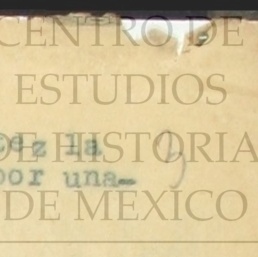 CENTRO DE
ESTUDIOS
DE HISTORIA
DE MEXICO
ez la
por una-